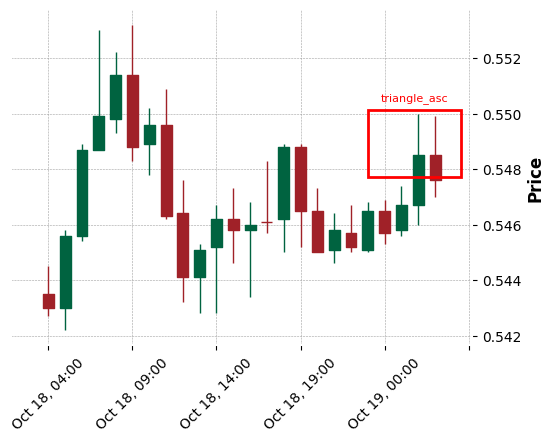 triangle_asc
0.552
0.550
0.548
0.546
0.544
0.542
Price
Oct 18, 04:00
Oct 18, 09:00
Oct 18, 14:00
Oct 18, 19:00
Oct 19, 00:00